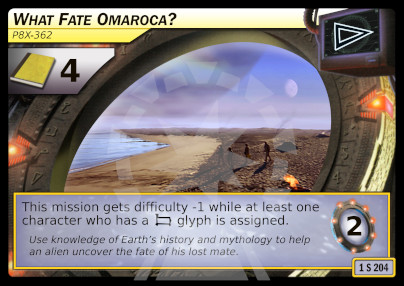 WHAT FATE OMAROCA?
P8X-362
4
This mission gets difficulty -1 while at least one
character who has a glyph is assigned.
Use knowledge of Earth's history and mythology to help
an alien uncover the fate of his lost mate.
2
1 S 204